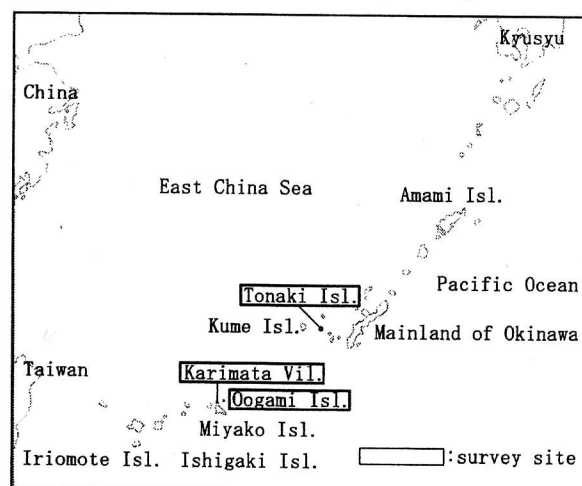 Kyusyu
China
East China Sea
Amami Isl.
Pacific Ocean
Tonaki Isl.
Kume Isl.
Mainland of Okinawa
Taiwan
Karimata Vil.
Oogami Isl.
Miyako Isl.
Iriomote Isl. Ishigaki Isl. :survey site